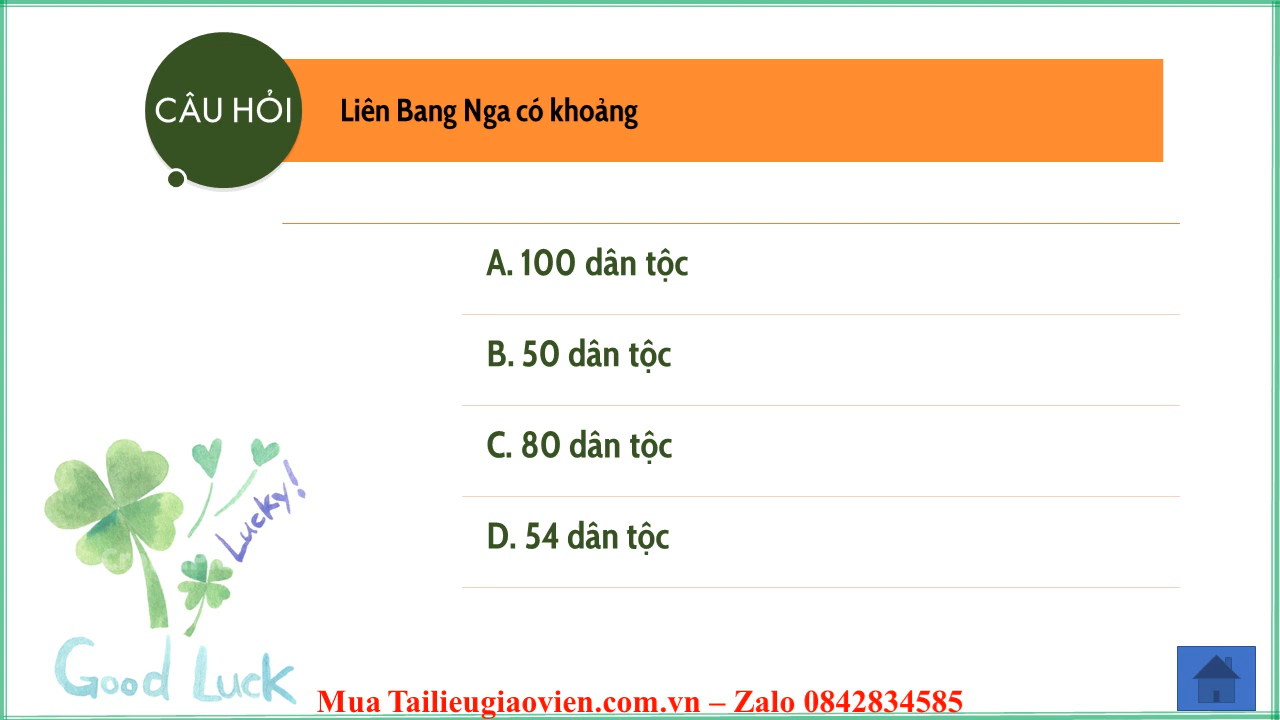 CÂU HỎI
Liên Bang Nga có khoảng
A. 100 dân tộc
B. 50 dân tộc
C. 80 dân tộc
D. 54 dân tộc
Lucky!
Good Luck
Mua Tailieugiaovien.com.vn – Zalo 0842834585